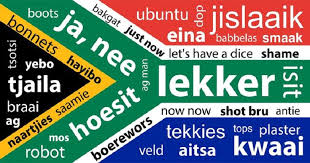 boots
bakgat
ubuntu
dop
jislaaik
bonnets
ja, nee
just now
eina
babbelas
smaak
tsotsi
yebo
havibo
let's have a dice
shame
tjaila
ag man
lekker
isit
braai
hoesit
ag
saamie
naartjies
now now
shot bru
antie
mos
boerewors
tekkies
tops
plaster
robot
veld
aitsa
kwaai